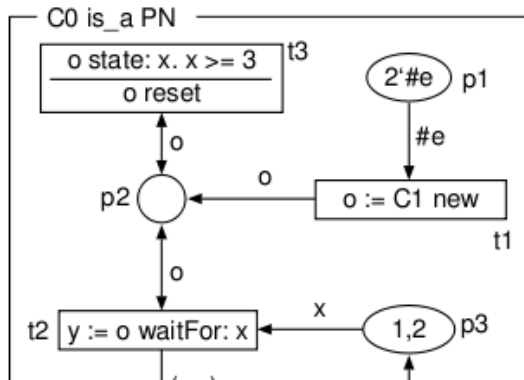 C0 is_a PN
o state: x. x >= 3
t3
o reset
2‘#e
p1
#e
o
p2
o
o := C1 new
t1
o
t2
y := o waitFor: x
x
1,2
p3